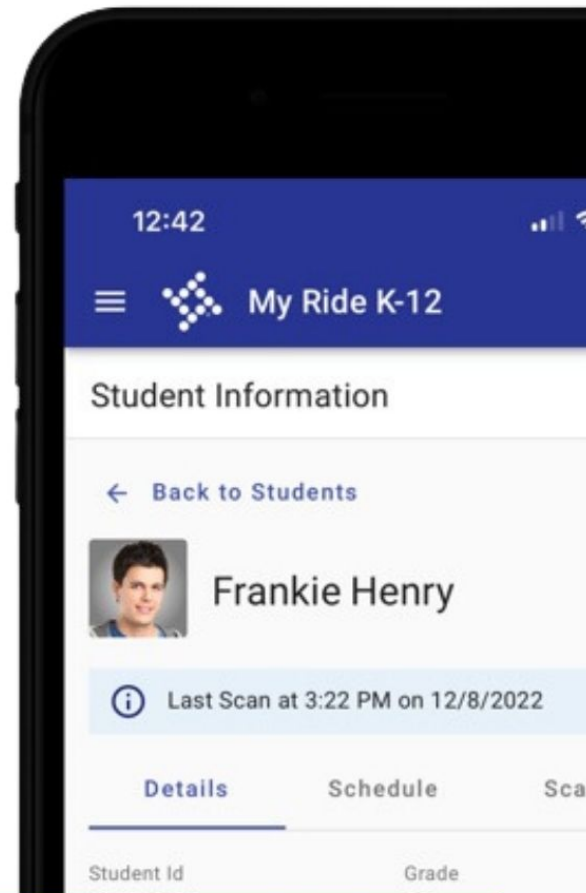 12:42
My Ride K-12
Student Information
← Back to Students
Frankie Henry
Last Scan at 3:22 PM on 12/8/2022
Details Schedule Sca
Student Id Grade